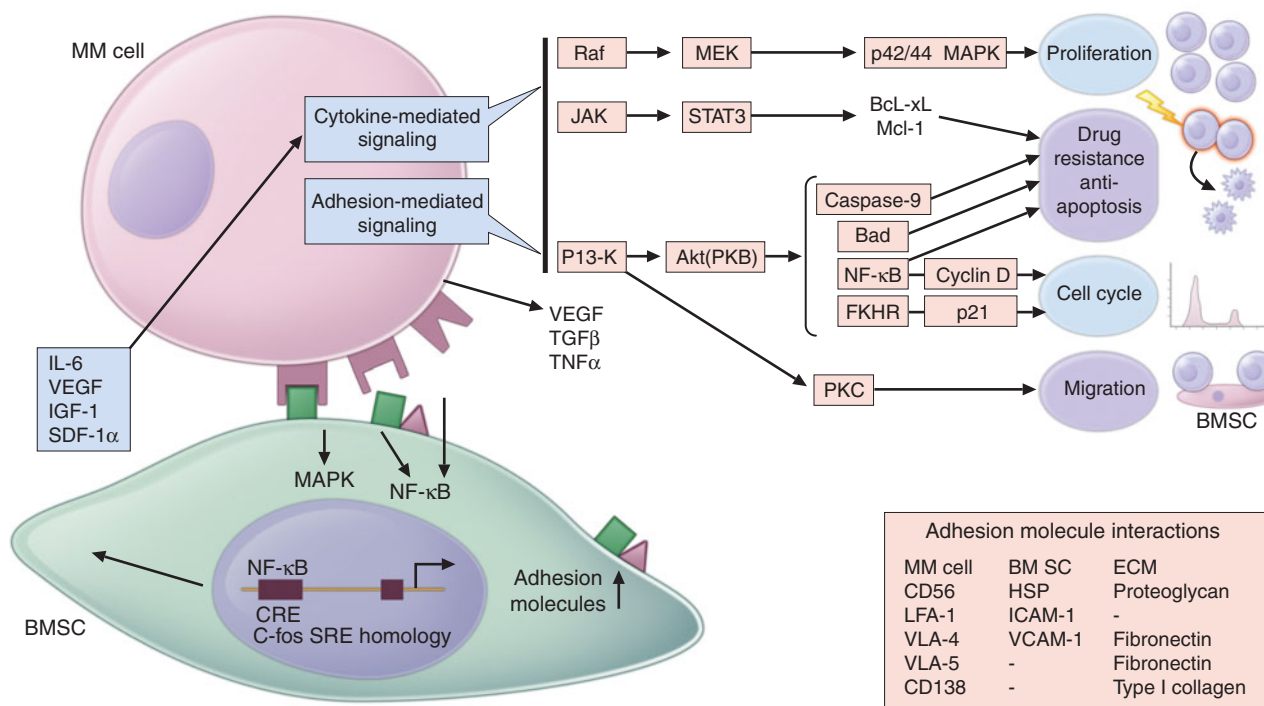 MM cell
Cytokine-mediated
signaling
Adhesion-mediated
signaling
IL-6
VEGF
IGF-1
SDF-1α
Raf
MEK
p42/44 MAPK
Proliferation
JAK
STAT3
BcL-xL
Mcl-1
Drug
resistance
anti-
apoptosis
P13-K
Akt(PKB)
Caspase-9
Bad
NF-κB
Cyclin D
FKHR
p21
Cell cycle
PKC
Migration
BMSC
VEGF
TGFβ
TNFα
MAPK
NF-κB
NF-κB
CRE
C-fos SRE homology
Adhesion
molecules
BMSC
Adhesion molecule interactions
MM cell BM SC ECM
CD56 HSP Proteoglycan
LFA-1 ICAM-1 -
VLA-4 VCAM-1 Fibronectin
VLA-5 - Fibronectin
CD138 - Type I collagen